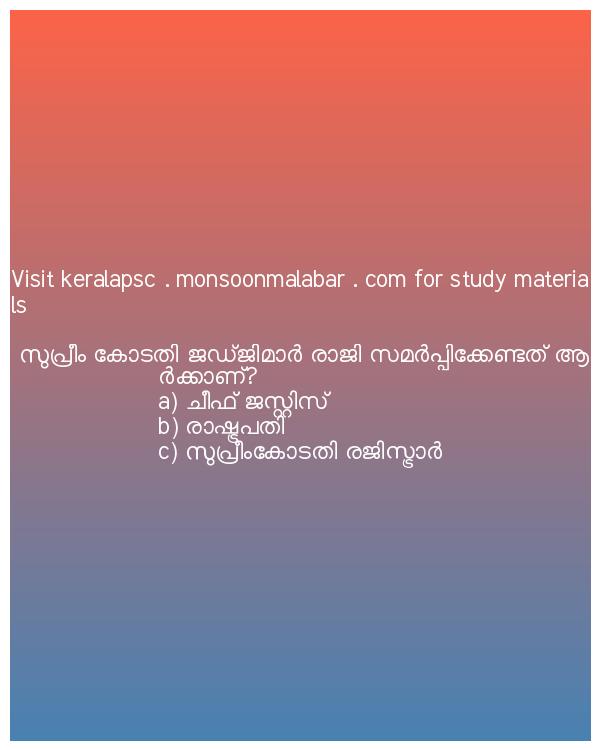 Visit keralapsc . monsoonmalabar . com for study materia
ls
സുപ്രീം കോടതി ജഡ്ജിമാർ രാജി സമർപ്പിക്കേണ്ടത് ആ
ർക്കാണ്?
a) ചീഫ് ജസ്റ്റിസ്
b) രാഷ്ട്രപതി
c) സുപ്രീംകോടതി രജിസ്ട്രാർ